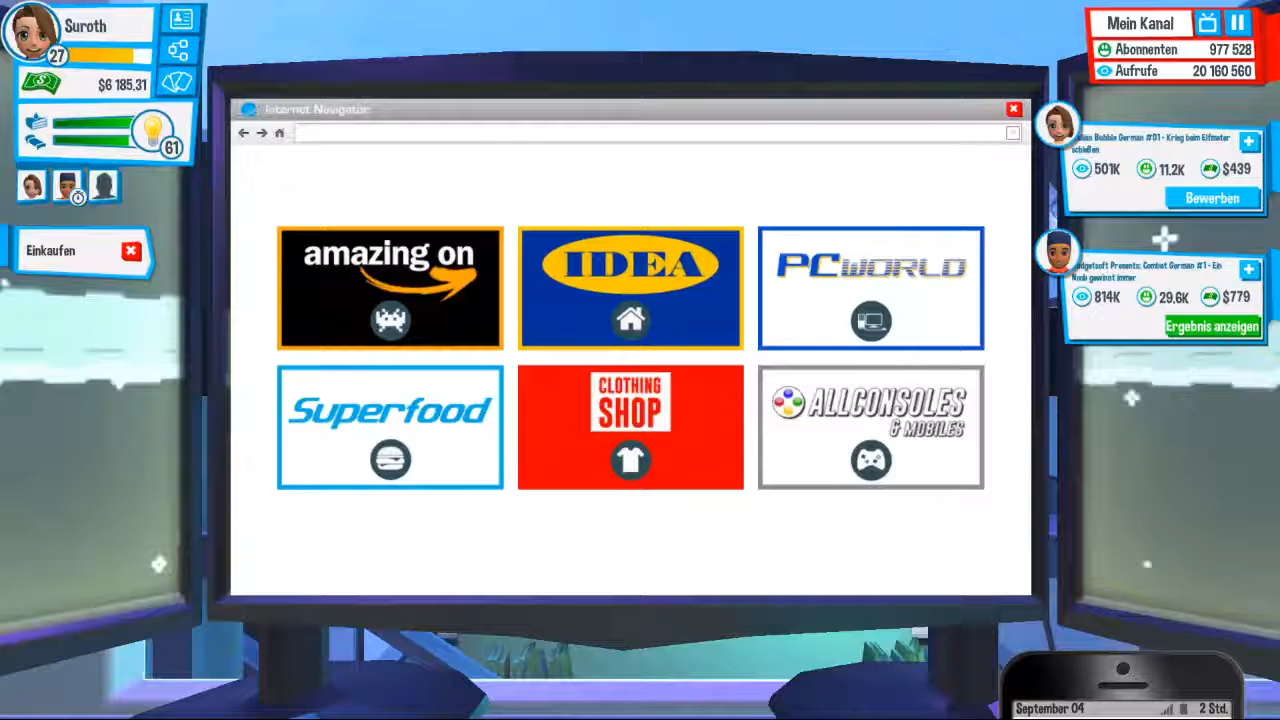 Suroth
27
$6 185.31
61
Einkaufen
Internet Navigator
amazing on
IDEA
PCWORLD
Superfood
CLOTHING
SHOP
ALLCONSOLES
& MOBILES
Mein Kanal
Abonnenten 977 528
Aufrufe 20 160 560
Bubble German #01 - Krieg beim Elfmeter
schießen
501K 11.2K $439
Bewerben
Presents: Combat German #1 - Ein
Noob gewinnt immer
814K 29.6K $779
Ergebnis anzeigen
September 04 2 Std.